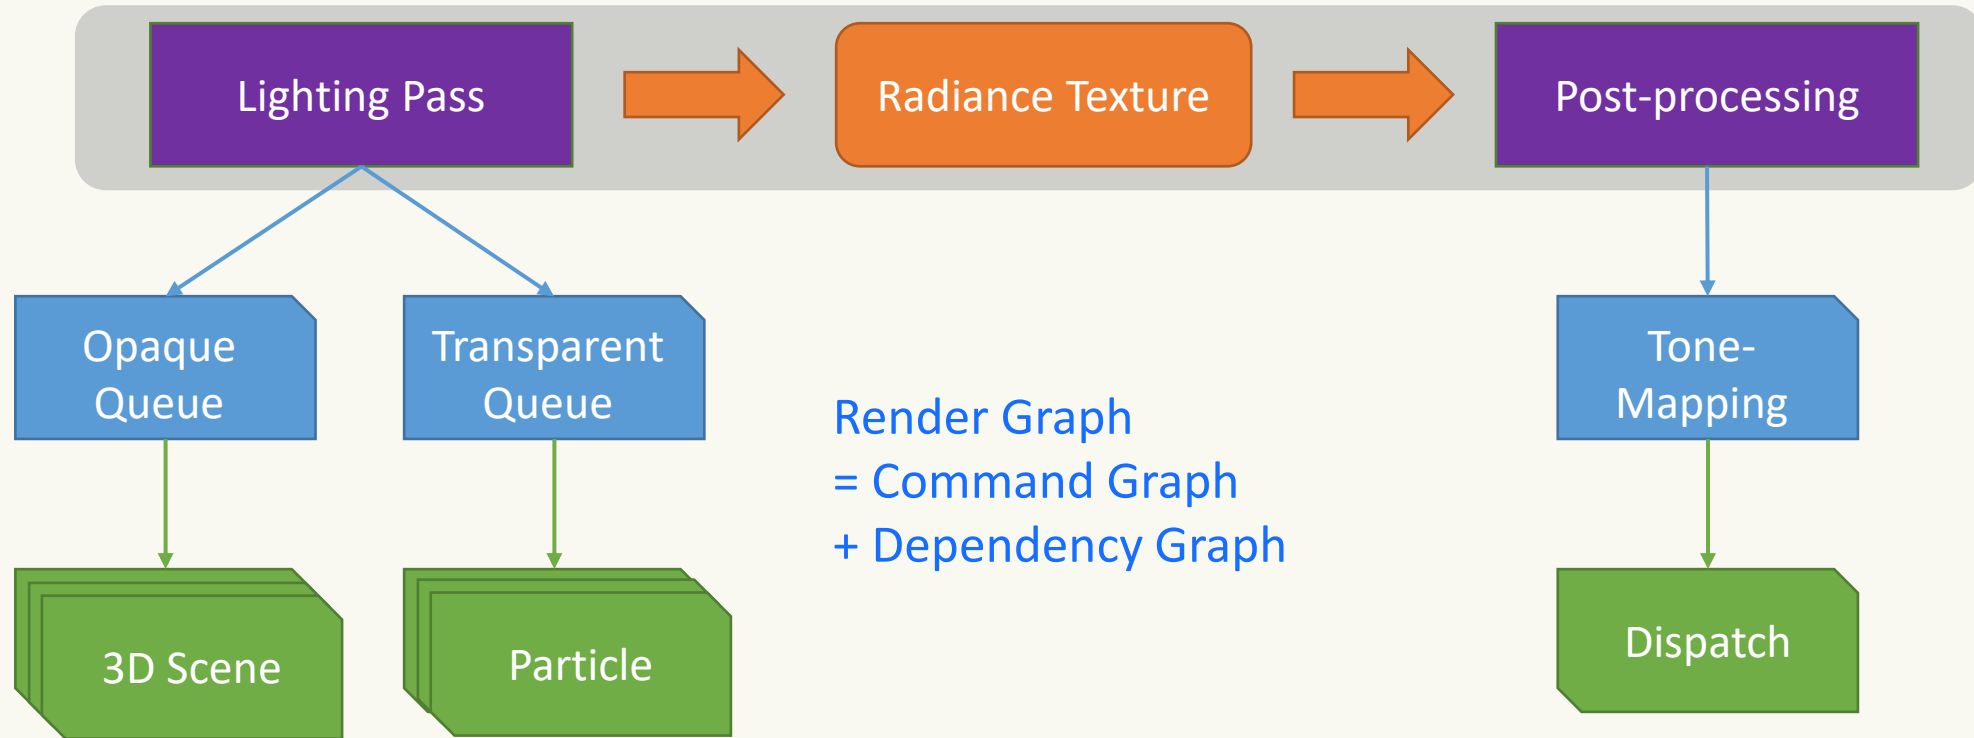 Lighting Pass
Radiance Texture
Post-processing
Opaque
Queue
Transparent
Queue
Tone-
Mapping
Render Graph
= Command Graph
+ Dependency Graph
3D Scene
Particle
Dispatch